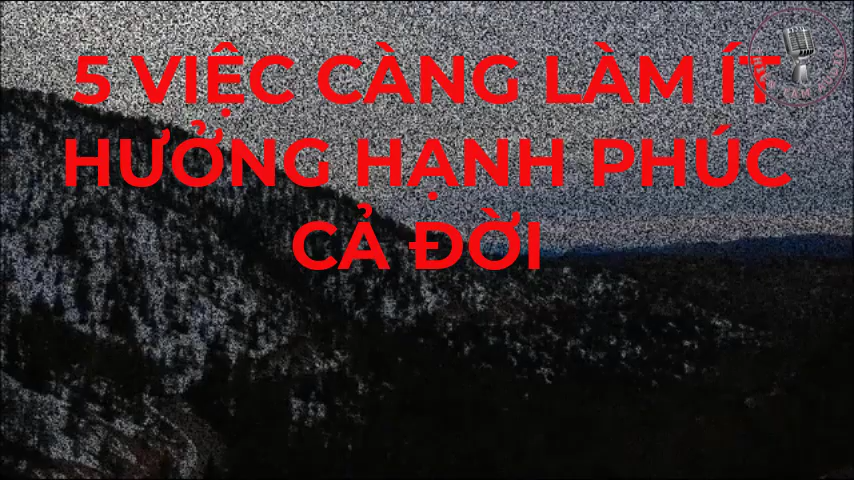 5 VIỆC CÀNG LÀM ÍT
HƯỞNG HẠNH PHÚC
CẢ ĐỜI